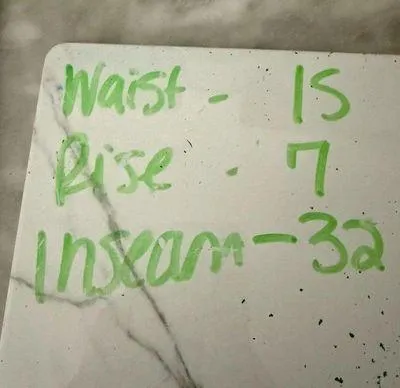 Waist - 15
Rise - 7
Inseam - 32